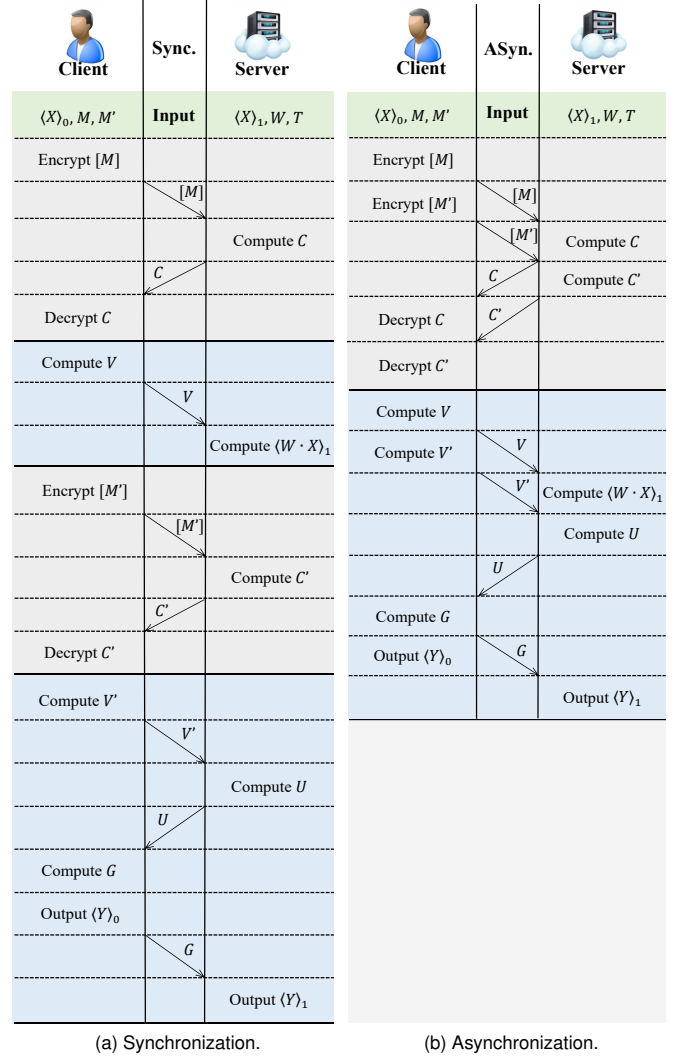 Client Sync. Server
⟨X⟩₀, M, M' Input ⟨X⟩₁, W, T
Encrypt [M]
[M]
Compute C
C
Decrypt C
Compute V
V
Compute ⟨W · X⟩₁
Encrypt [M']
[M']
Compute C'
C'
Decrypt C'
Compute V'
V'
Compute U
U
Compute G
Output ⟨Y⟩₀
G
Output ⟨Y⟩₁
(a) Synchronization.
Client ASyn. Server
⟨X⟩₀, M, M' Input ⟨X⟩₁, W, T
Encrypt [M]
Encrypt [M'] [M]
[M'] Compute C
C Compute C'
Decrypt C C'
Decrypt C'
Compute V
Compute V' V
V' Compute ⟨W · X⟩₁
Compute U
U
Compute G
Output ⟨Y⟩₀ G
Output ⟨Y⟩₁
(b) Asynchronization.